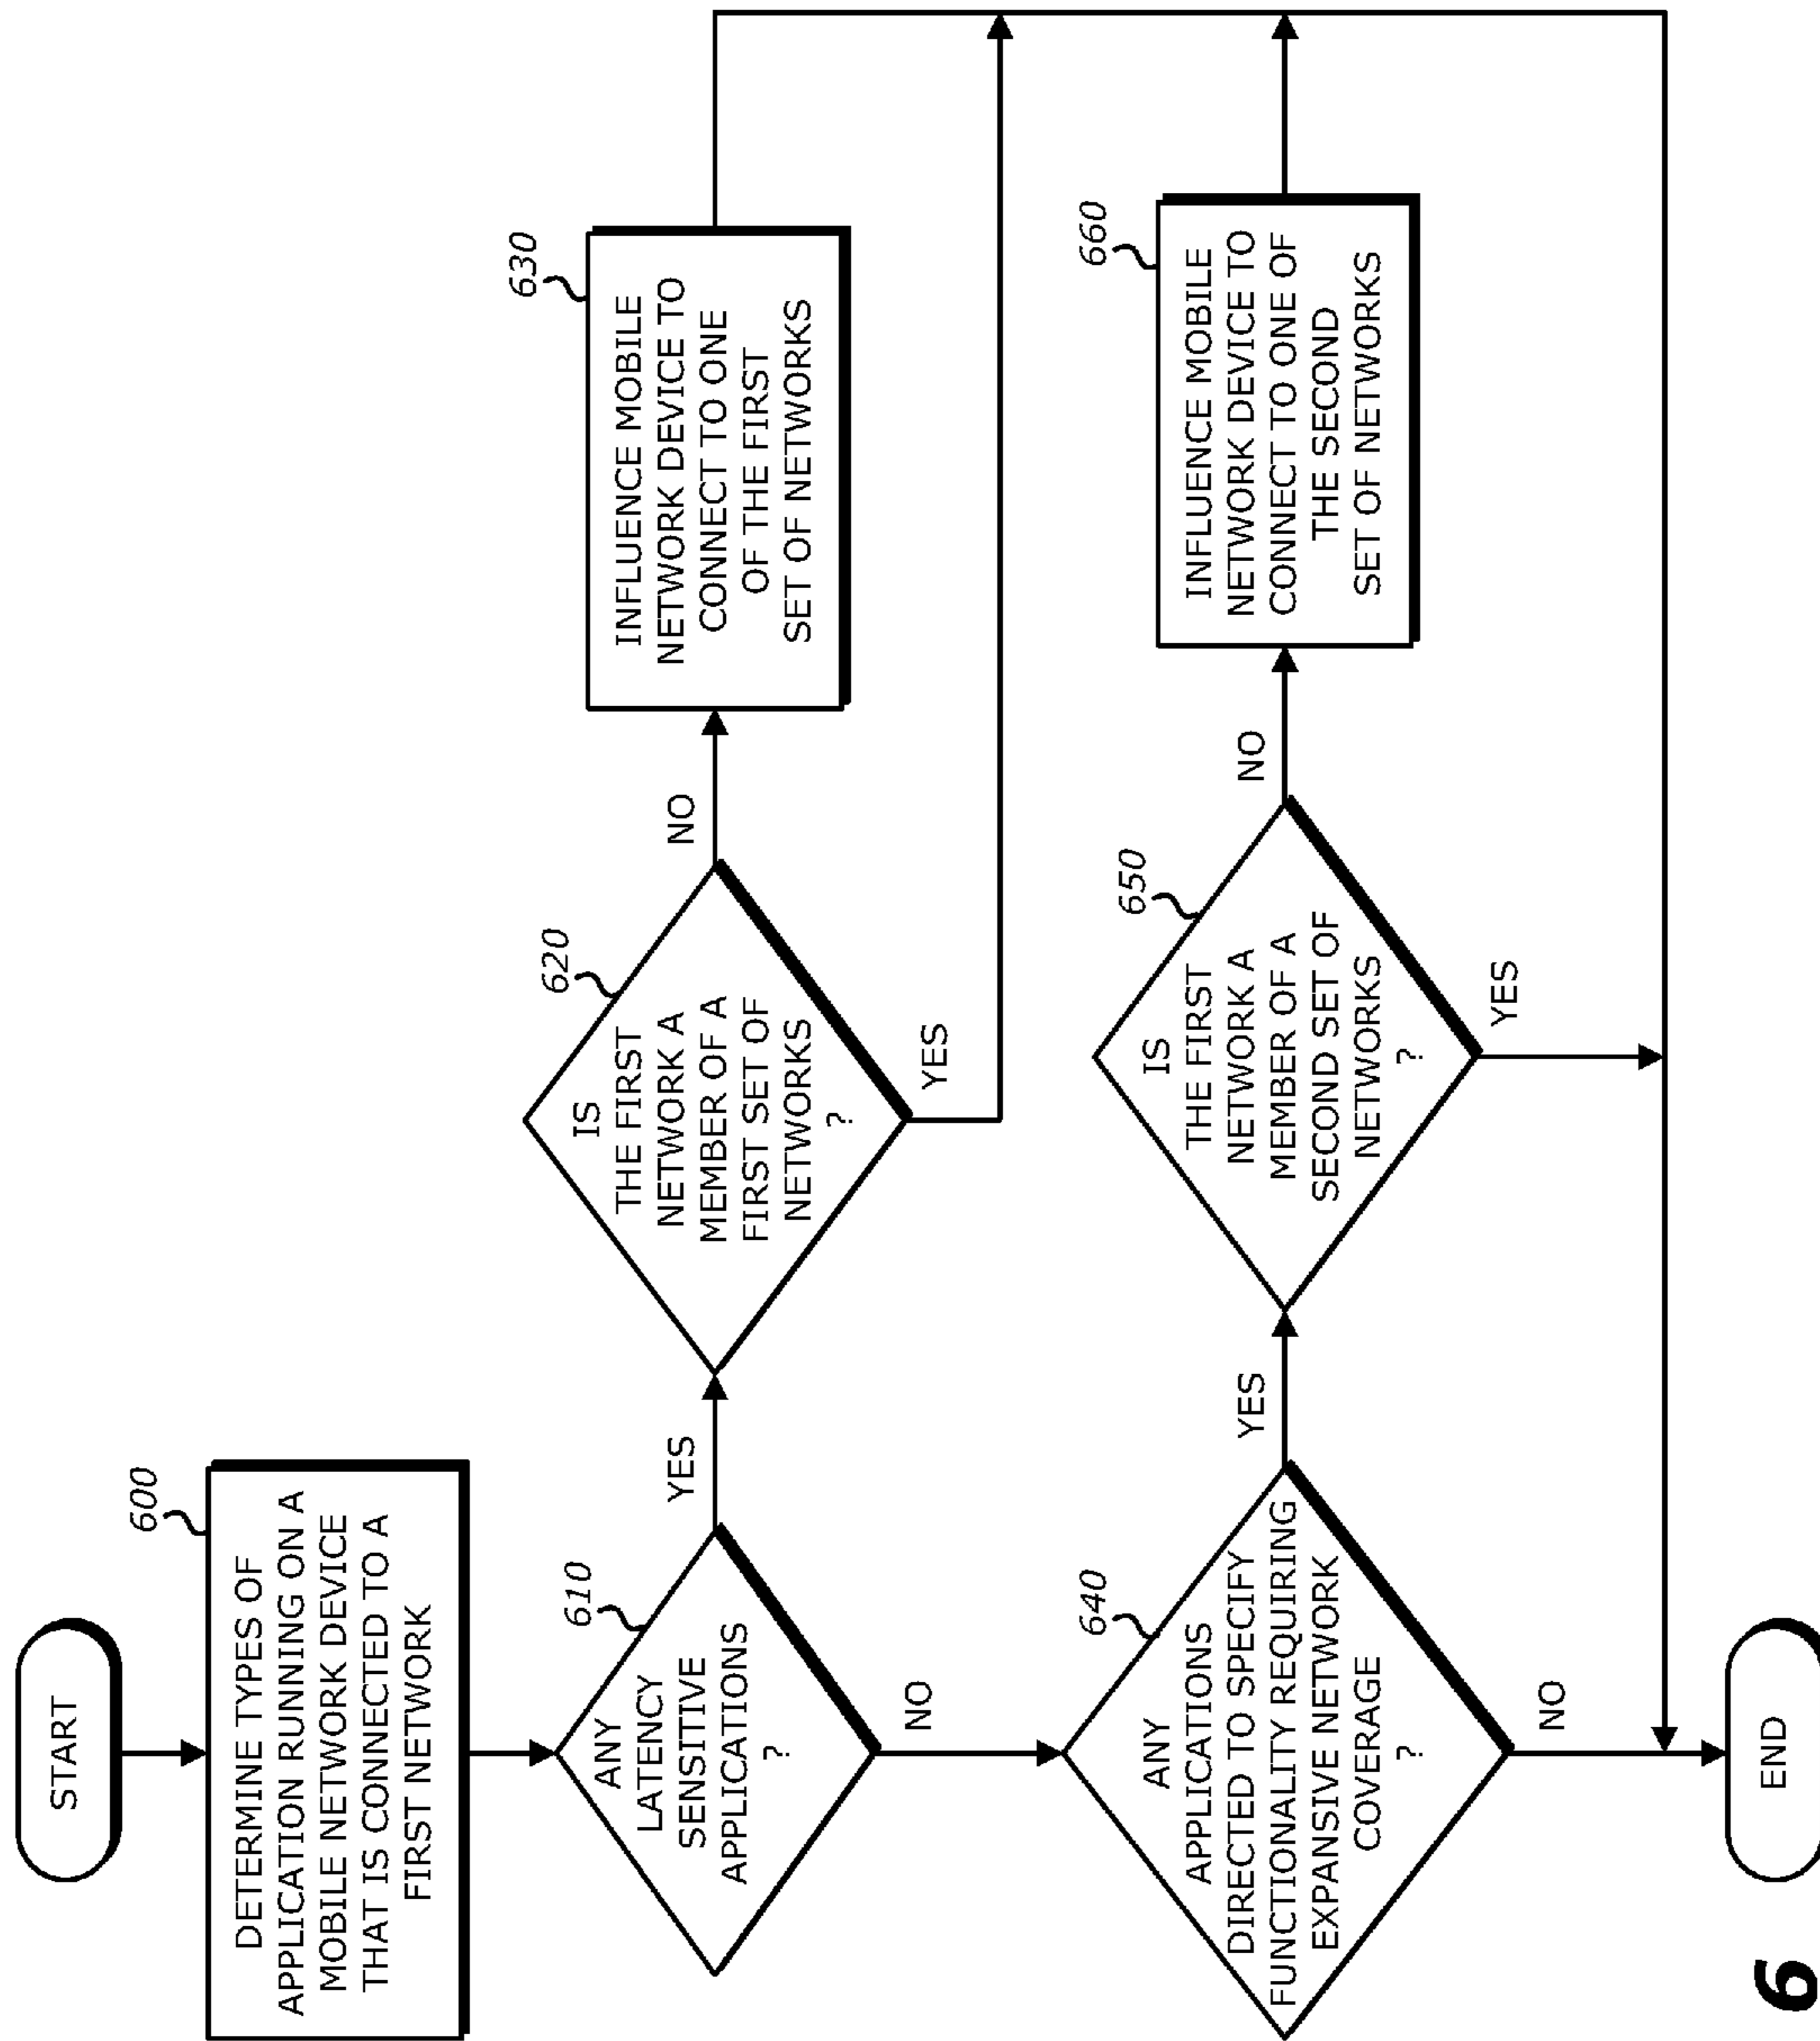 START
600
DETERMINE TYPES OF
APPLICATION RUNNING ON A
MOBILE NETWORK DEVICE
THAT IS CONNECTED TO A
FIRST NETWORK
610
ANY
LATENCY
SENSITIVE
APPLICATIONS
?
YES
NO
620
IS
THE FIRST
NETWORK A
MEMBER OF A
FIRST SET OF
NETWORKS
?
NO
YES
630
INFLUENCE MOBILE
NETWORK DEVICE TO
CONNECT TO ONE
OF THE FIRST
SET OF NETWORKS
640
ANY
APPLICATIONS
DIRECTED TO SPECIFY
FUNCTIONALITY REQUIRING
EXPANSIVE NETWORK
COVERAGE
?
YES
NO
650
IS
THE FIRST
NETWORK A
MEMBER OF A
SECOND SET OF
NETWORKS
?
NO
YES
660
INFLUENCE MOBILE
NETWORK DEVICE TO
CONNECT TO ONE OF
THE SECOND
SET OF NETWORKS
END
6